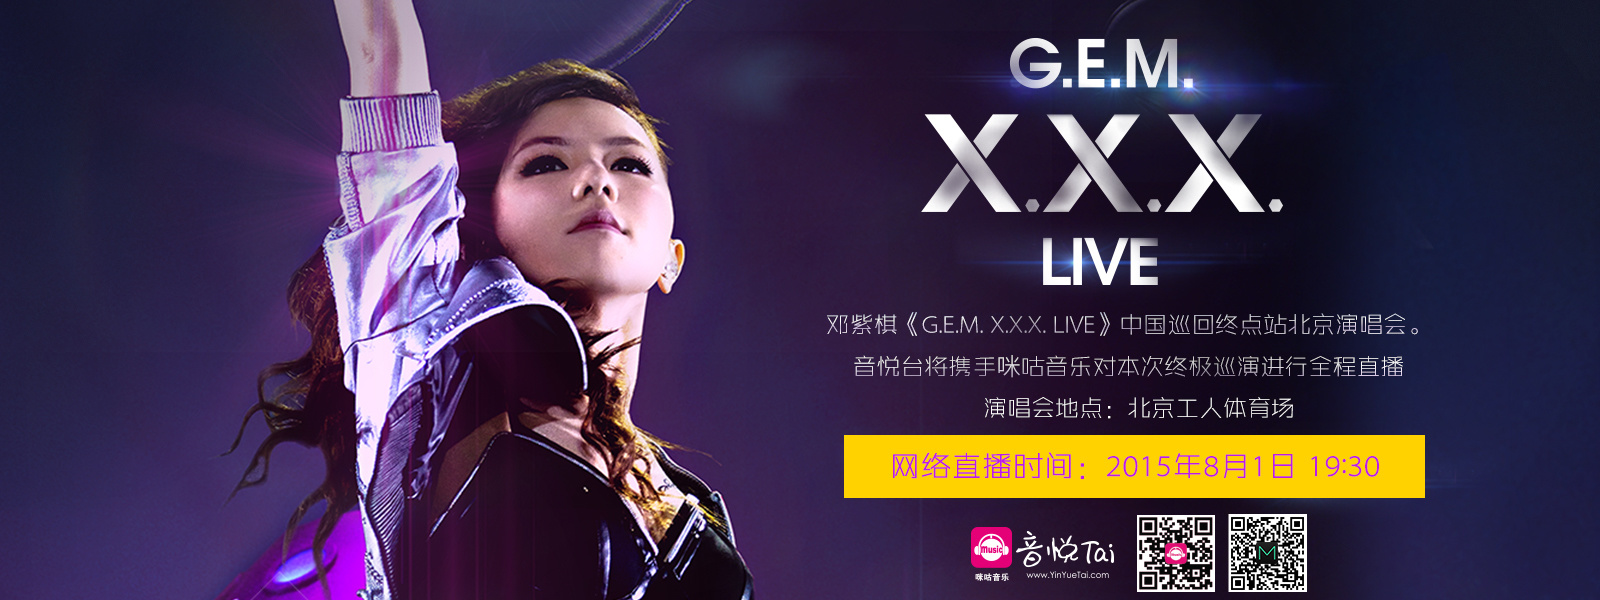 G.E.M.
X.X.X.
LIVE
邓紫棋《G.E.M. X.X.X. LIVE》中国巡回终点站北京演唱会。
音悦台将携手咪咕音乐对本次终极巡演进行全程直播
演唱会地点：北京工人体育场
网络直播时间：2015年8月1日 19:30
music
咪咕音乐
音悦Tai
www.YinYueTai.com
music
M